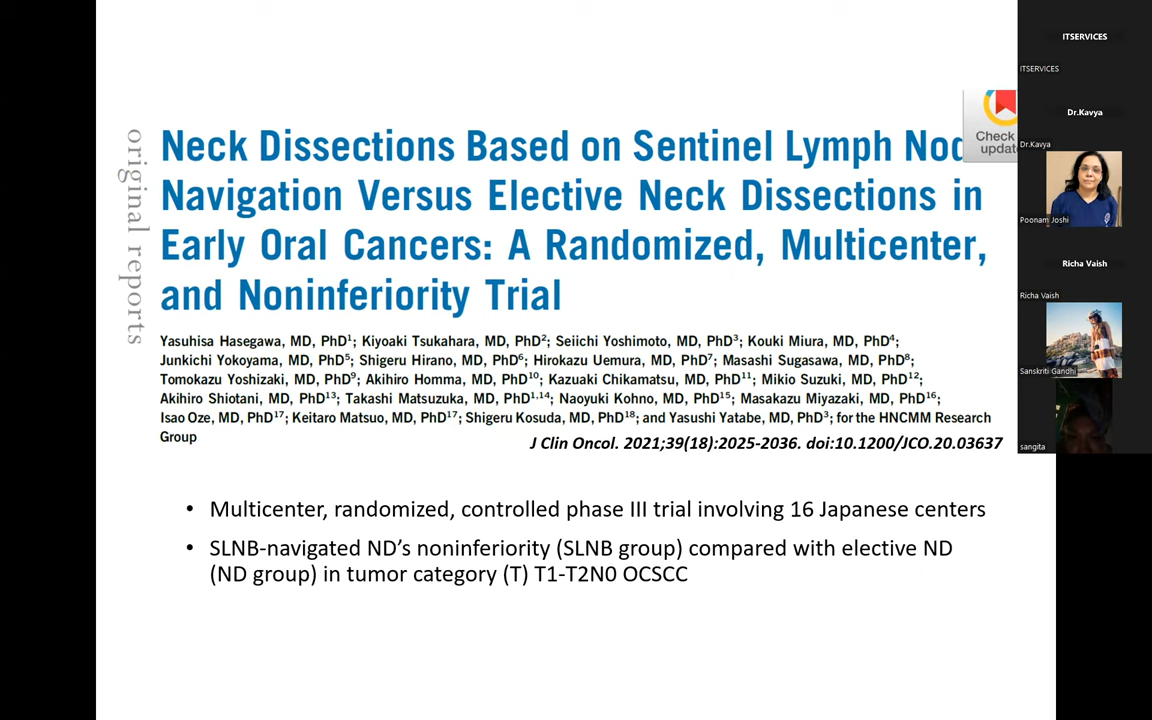 original reports
Neck Dissections Based on Sentinel Lymph Nod
Navigation Versus Elective Neck Dissections in
Early Oral Cancers: A Randomized, Multicenter,
and Noninferiority Trial
Check
update
Yasuhisa Hasegawa, MD, PhD1; Kiyoaki Tsukahara, MD, PhD2; Seiichi Yoshimoto, MD, PhD3; Kouki Miura, MD, PhD4;
Junkichi Yokoyama, MD, PhD5; Shigeru Hirano, MD, PhD6; Hirokazu Uemura, MD, PhD7; Masashi Sugasawa, MD, PhD8;
Tomokazu Yoshizaki, MD, PhD9; Akihiro Homma, MD, PhD10; Kazuaki Chikamatsu, MD, PhD11; Mikio Suzuki, MD, PhD12;
Akihiro Shiotani, MD, PhD13; Takashi Matsuzuka, MD, PhD1,14; Naoyuki Kohno, MD, PhD15; Masakazu Miyazaki, MD, PhD16;
Isao Oze, MD, PhD17; Keitaro Matsuo, MD, PhD17; Shigeru Kosuda, MD, PhD18; and Yasushi Yatabe, MD, PhD3; for the HNCMM Research
Group
J Clin Oncol. 2021;39(18):2025-2036. doi:10.1200/JCO.20.03637
• Multicenter, randomized, controlled phase III trial involving 16 Japanese centers
• SLNB-navigated ND's noninferiority (SLNB group) compared with elective ND
(ND group) in tumor category (T) T1-T2N0 OCSCC
ITSERVICES
ITSERVICES
Dr.Kavya
Dr.Kavya
Poonam Joshi
Richa Vaish
Richa Vaish
Sanskriti Gandhi
sangita